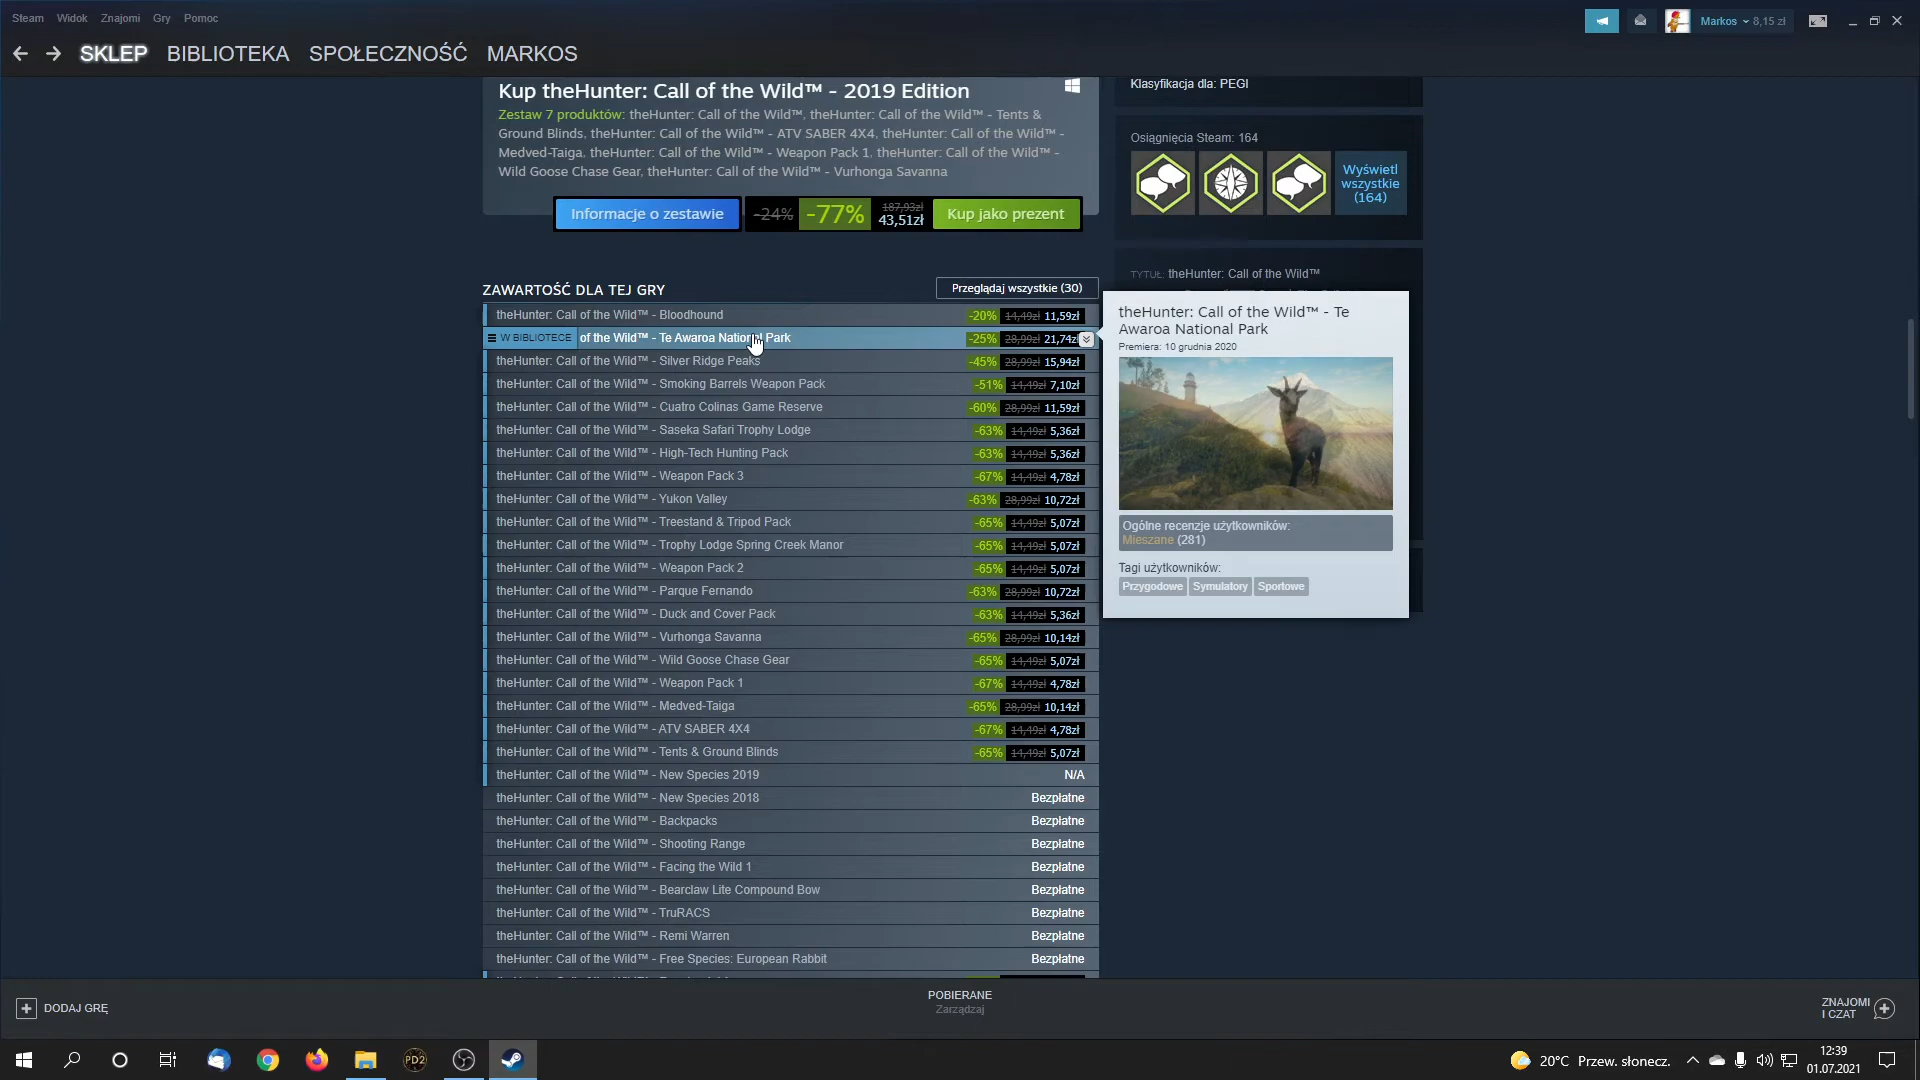 Steam Widok Znajomi Gry Pomoc
Markos 8,15 zł
SKLEP BIBLIOTEKA SPOŁECZNOŚĆ MARKOS
Kup theHunter: Call of the Wild™ - 2019 Edition
Zestaw 7 produktów: theHunter: Call of the Wild™, theHunter: Call of the Wild™ - Tents &
Ground Blinds, theHunter: Call of the Wild™ - ATV SABER 4X4, theHunter: Call of the Wild™ -
Medved-Taiga, theHunter: Call of the Wild™ - Weapon Pack 1, theHunter: Call of the Wild™ -
Wild Goose Chase Gear, theHunter: Call of the Wild™ - Vurhonga Savanna
Informacje o zestawie -24% -77% 187,93zł 43,51zł Kup jako prezent
Klasyfikacja dla: PEGI
Osiągnięcia Steam: 164
Wyświetl
wszystkie
(164)
TYTUŁ: theHunter: Call of the Wild™
ZAWARTOŚĆ DLA TEJ GRY Przeglądaj wszystkie (30)
theHunter: Call of the Wild™ - Bloodhound -20% 14,49zł 11,59zł
W BIBLIOTECE of the Wild™ - Te Awaroa National Park -25% 28,99zł 21,74zł
theHunter: Call of the Wild™ - Silver Ridge Peaks -45% 28,99zł 15,94zł
theHunter: Call of the Wild™ - Smoking Barrels Weapon Pack -51% 14,49zł 7,10zł
theHunter: Call of the Wild™ - Cuatro Colinas Game Reserve -60% 28,99zł 11,59zł
theHunter: Call of the Wild™ - Saseka Safari Trophy Lodge -63% 14,49zł 5,36zł
theHunter: Call of the Wild™ - High-Tech Hunting Pack -63% 14,49zł 5,36zł
theHunter: Call of the Wild™ - Weapon Pack 3 -67% 14,49zł 4,78zł
theHunter: Call of the Wild™ - Yukon Valley -63% 28,99zł 10,72zł
theHunter: Call of the Wild™ - Treestand & Tripod Pack -65% 14,49zł 5,07zł
theHunter: Call of the Wild™ - Trophy Lodge Spring Creek Manor -65% 14,49zł 5,07zł
theHunter: Call of the Wild™ - Weapon Pack 2 -65% 14,49zł 5,07zł
theHunter: Call of the Wild™ - Parque Fernando -63% 28,99zł 10,72zł
theHunter: Call of the Wild™ - Duck and Cover Pack -63% 14,49zł 5,36zł
theHunter: Call of the Wild™ - Vurhonga Savanna -65% 28,99zł 10,14zł
theHunter: Call of the Wild™ - Wild Goose Chase Gear -65% 14,49zł 5,07zł
theHunter: Call of the Wild™ - Weapon Pack 1 -67% 14,49zł 4,78zł
theHunter: Call of the Wild™ - Medved-Taiga -65% 28,99zł 10,14zł
theHunter: Call of the Wild™ - ATV SABER 4X4 -67% 14,49zł 4,78zł
theHunter: Call of the Wild™ - Tents & Ground Blinds -65% 14,49zł 5,07zł
theHunter: Call of the Wild™ - New Species 2019 N/A
theHunter: Call of the Wild™ - New Species 2018 Bezpłatne
theHunter: Call of the Wild™ - Backpacks Bezpłatne
theHunter: Call of the Wild™ - Shooting Range Bezpłatne
theHunter: Call of the Wild™ - Facing the Wild 1 Bezpłatne
theHunter: Call of the Wild™ - Bearclaw Lite Compound Bow Bezpłatne
theHunter: Call of the Wild™ - TruRACS Bezpłatne
theHunter: Call of the Wild™ - Remi Warren Bezpłatne
theHunter: Call of the Wild™ - Free Species: European Rabbit Bezpłatne
theHunter: Call of the Wild™ - Te
Awaroa National Park
Premiera: 10 grudnia 2020
Ogólne recenzje użytkowników:
Mieszane (281)
Tagi użytkowników:
Przygodowe Symulatory Sportowe
DODAJ GRĘ
POBIERANE
Zarządzaj
ZNAJOMI
I CZAT
PD2
20°C Przew. słonecz.
12:39
01.07.2021